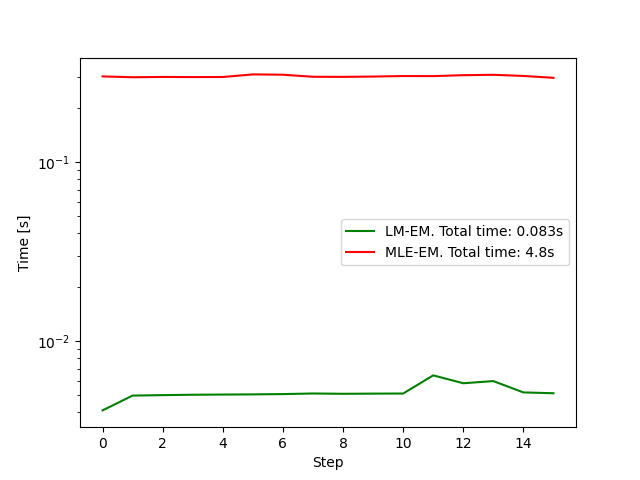 Time [s]
10⁻¹
10⁻²
LM-EM. Total time: 0.083s
MLE-EM. Total time: 4.8s
0 2 4 6 8 10 12 14
Step